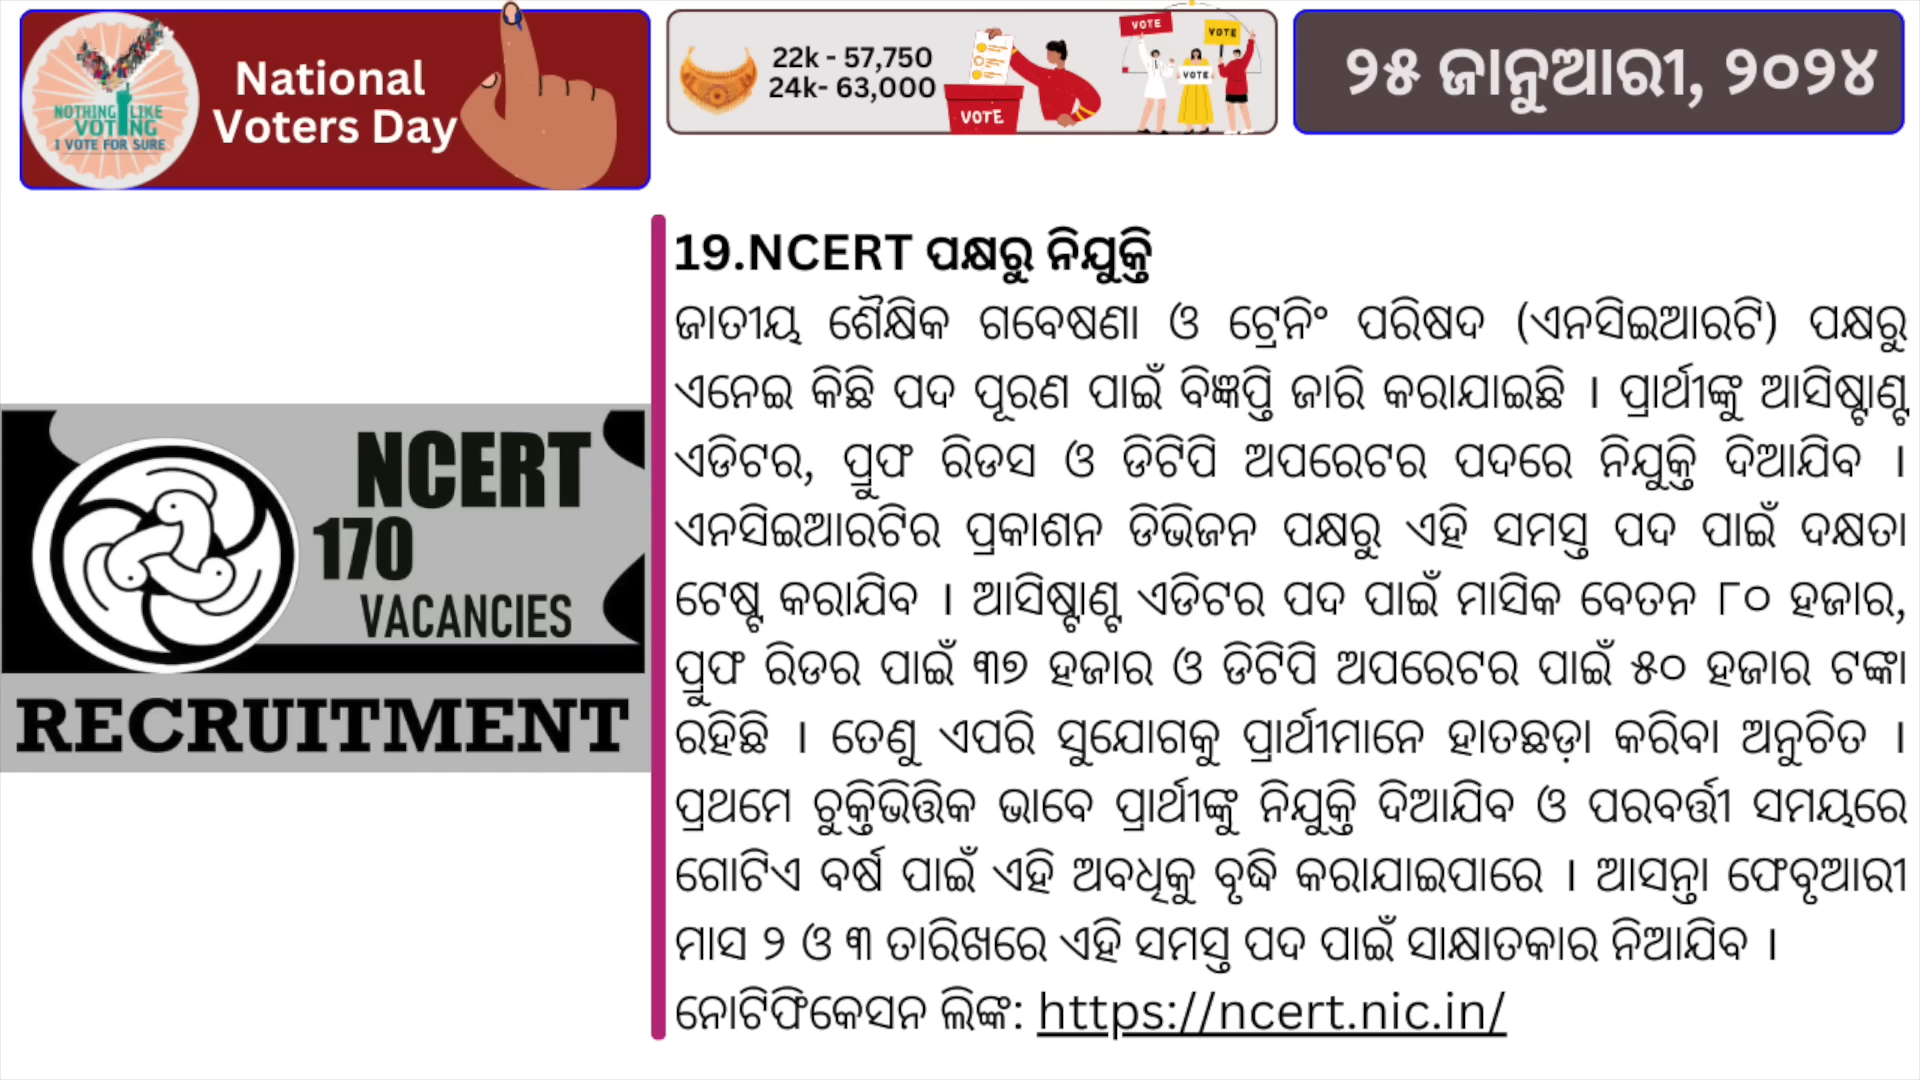 NOTHING LIKE
VOTING
I VOTE FOR SURE
National
Voters Day
22k - 57,750
24k- 63,000
VOTE
VOTE
VOTE
VOTE
୨୫ ଜାନୁଆରୀ, ୨୦୨୪
NCERT
170
VACANCIES
RECRUITMENT
19.NCERT ପକ୍ଷରୁ ନିଯୁକ୍ତି
ଜାତୀୟ ଶୈକ୍ଷିକ ଗବେଷଣା ଓ ଟ୍ରେନିଂ ପରିଷଦ (ଏନସିଇଆରଟି) ପକ୍ଷରୁ
ଏନେଇ କିଛି ପଦ ପୂରଣ ପାଇଁ ବିଜ୍ଞପ୍ତି ଜାରି କରାଯାଇଛି । ପ୍ରାର୍ଥୀଙ୍କୁ ଆସିଷ୍ଟାଣ୍ଟ
ଏଡିଟର, ପ୍ରୁଫ ରିଡସ ଓ ଡିଟିପି ଅପରେଟର ପଦରେ ନିଯୁକ୍ତି ଦିଆଯିବ ।
ଏନସିଇଆରଟିର ପ୍ରକାଶନ ଡିଭିଜନ ପକ୍ଷରୁ ଏହି ସମସ୍ତ ପଦ ପାଇଁ ଦକ୍ଷତା
ଟେଷ୍ଟ କରାଯିବ । ଆସିଷ୍ଟାଣ୍ଟ ଏଡିଟର ପଦ ପାଇଁ ମାସିକ ବେତନ ୮୦ ହଜାର,
ପ୍ରୁଫ ରିଡର ପାଇଁ ୩୭ ହଜାର ଓ ଡିଟିପି ଅପରେଟର ପାଇଁ ୫୦ ହଜାର ଟଙ୍କା
ରହିଛି । ତେଣୁ ଏପରି ସୁଯୋଗକୁ ପ୍ରାର୍ଥୀମାନେ ହାତଛଡ଼ା କରିବା ଅନୁଚିତ ।
ପ୍ରଥମେ ଚୁକ୍ତିଭିତ୍ତିକ ଭାବେ ପ୍ରାର୍ଥୀଙ୍କୁ ନିଯୁକ୍ତି ଦିଆଯିବ ଓ ପରବର୍ତ୍ତୀ ସମୟରେ
ଗୋଟିଏ ବର୍ଷ ପାଇଁ ଏହି ଅବଧିକୁ ବୃଦ୍ଧି କରାଯାଇପାରେ । ଆସନ୍ତା ଫେବୃଆରୀ
ମାସ ୨ ଓ ୩ ତାରିଖରେ ଏହି ସମସ୍ତ ପଦ ପାଇଁ ସାକ୍ଷାତକାର ନିଆଯିବ ।
ନୋଟିଫିକେସନ ଲିଙ୍କ: https://ncert.nic.in/